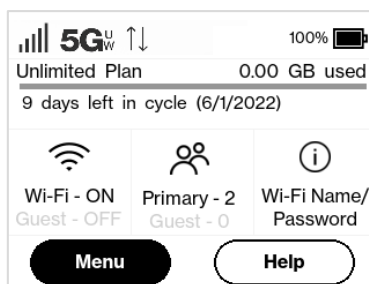 5G UW 100%
Unlimited Plan 0.00 GB used
9 days left in cycle (6/1/2022)
Wi-Fi - ON
Guest - OFF
Primary - 2
Guest - 0
Wi-Fi Name/
Password
Menu Help